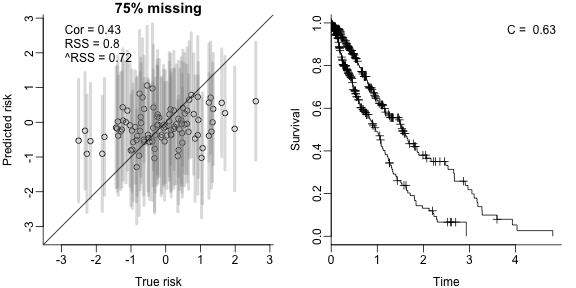 75% missing
Cor = 0.43
RSS = 0.8
^RSS = 0.72
Predicted risk
3
2
1
0
-1
-2
-3
-3 -2 -1 0 1 2 3
True risk
C = 0.63
Survival
1.0
0.8
0.6
0.4
0.2
0.0
0 1 2 3 4
Time